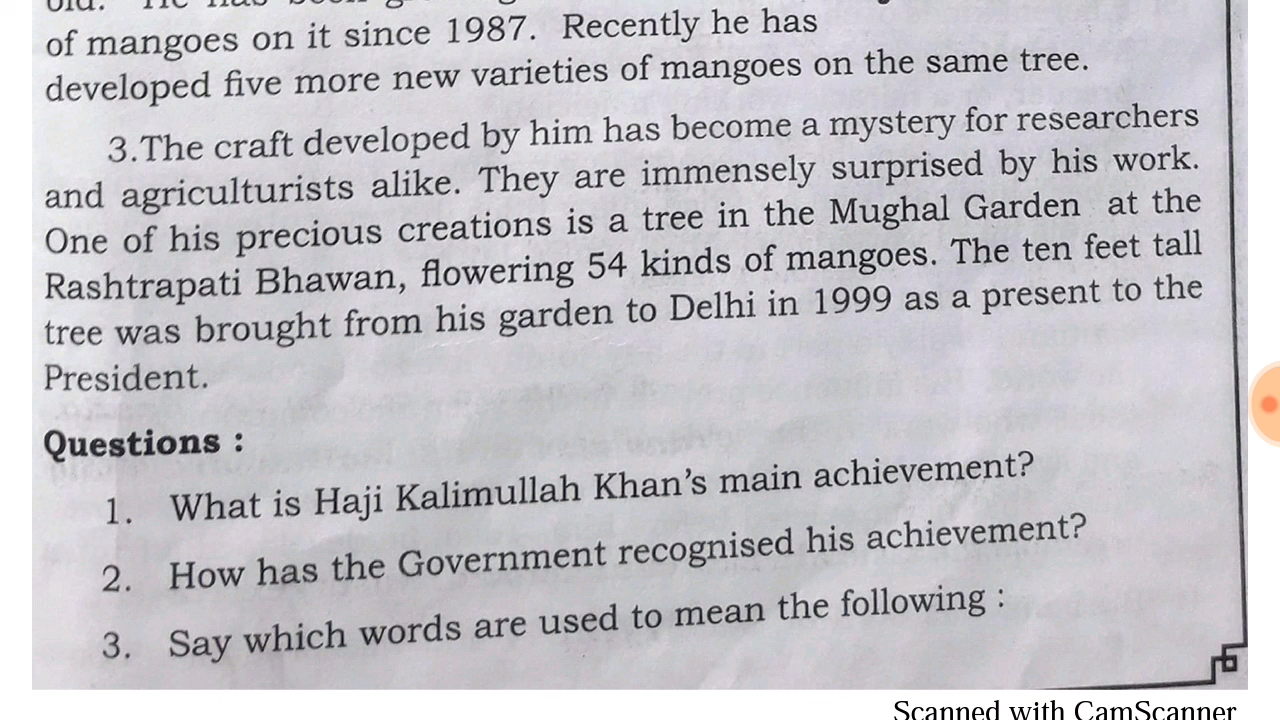 of mangoes on it since 1987. Recently he has
developed five more new varieties of mangoes on the same tree.
3.The craft developed by him has become a mystery for researchers
and agriculturists alike. They are immensely surprised by his work.
One of his precious creations is a tree in the Mughal Garden at the
Rashtrapati Bhawan, flowering 54 kinds of mangoes. The ten feet tall
tree was brought from his garden to Delhi in 1999 as a present to the
President.
Questions :
1. What is Haji Kalimullah Khan's main achievement?
2. How has the Government recognised his achievement?
3. Say which words are used to mean the following :
Scanned with CamScanner